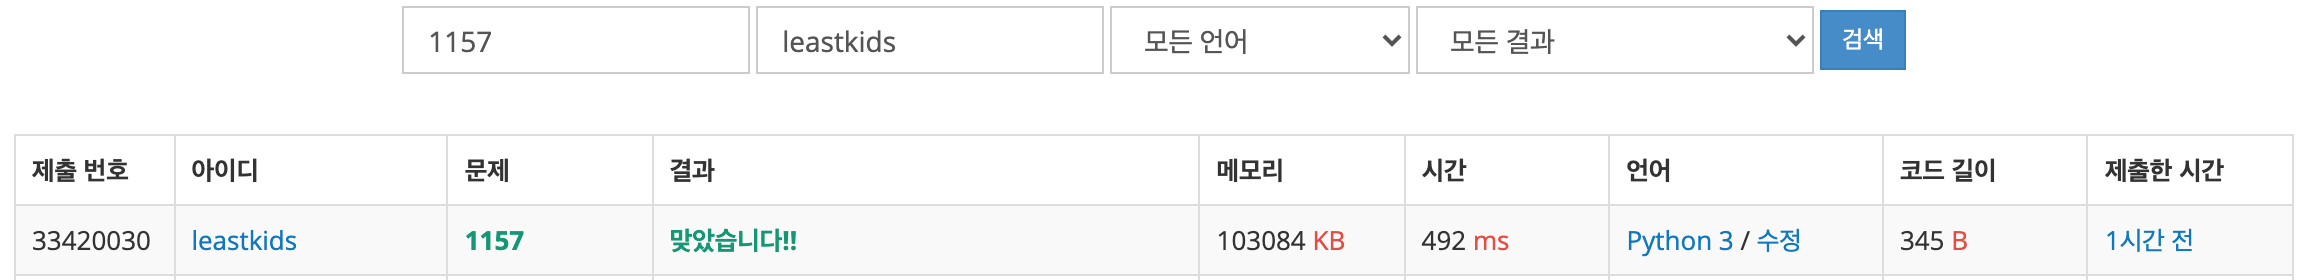 1157 leastkids 모든 언어 모든 결과 검색
제출 번호 아이디 문제 결과 메모리 시간 언어 코드 길이 제출한 시간
33420030 leastkids 1157 맞았습니다!! 103084 KB 492 ms Python 3 / 수정 345 B 1시간 전